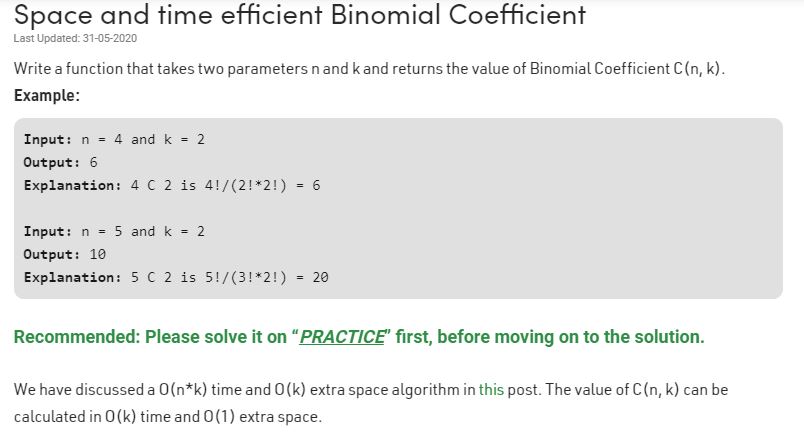 Space and time efficient Binomial Coefficient
Last Updated: 31-05-2020
Write a function that takes two parameters n and k and returns the value of Binomial Coefficient C(n, k).
Example:
Input: n = 4 and k = 2
Output: 6
Explanation: 4 C 2 is 4!/(2!*2!) = 6
Input: n = 5 and k = 2
Output: 10
Explanation: 5 C 2 is 5!/(3!*2!) = 20
Recommended: Please solve it on “PRACTICE” first, before moving on to the solution.
We have discussed a O(n*k) time and O(k) extra space algorithm in this post. The value of C(n, k) can be
calculated in O(k) time and O(1) extra space.